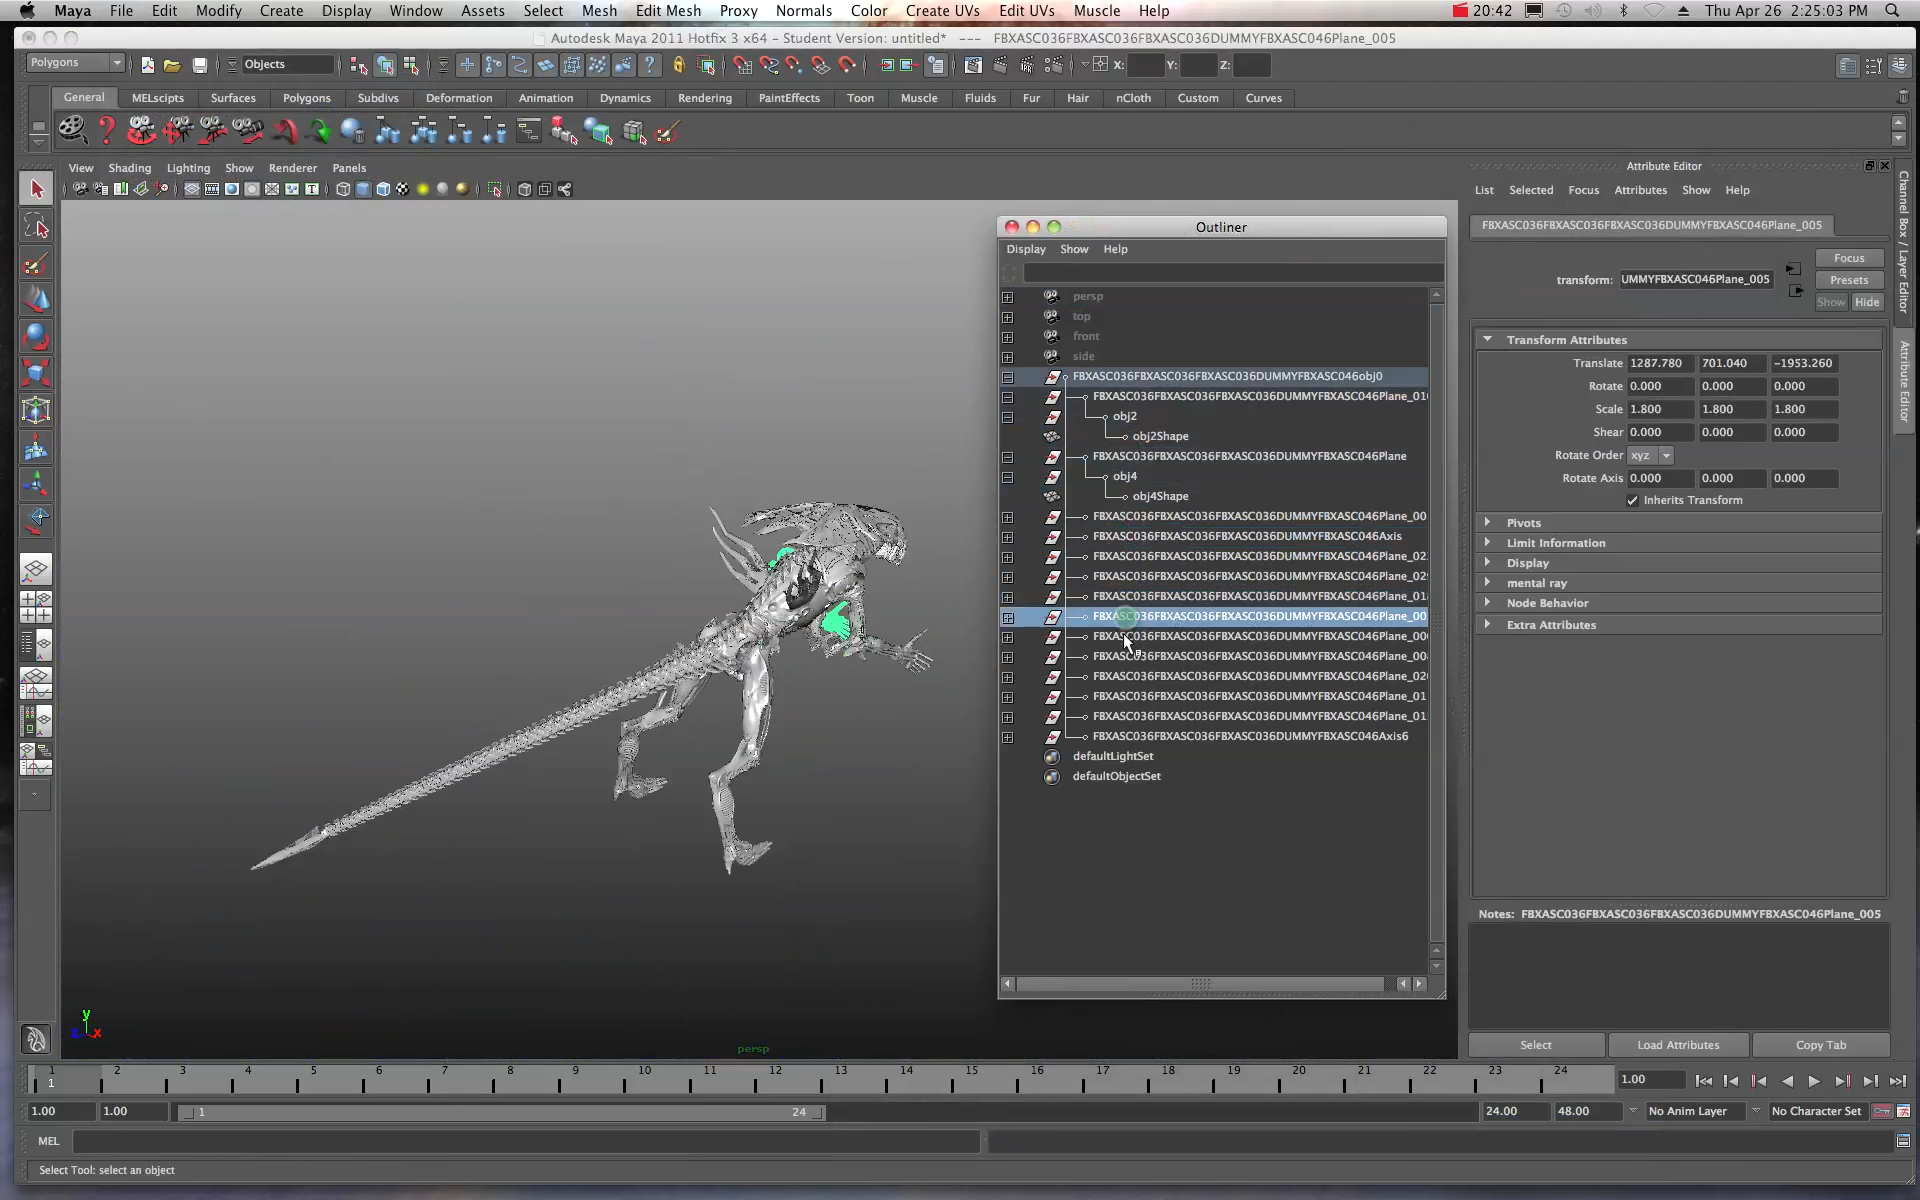 Maya File Edit Modify Create Display Window Assets Select Mesh Edit Mesh Proxy Normals Color Create UVs Edit UVs Muscle Help 20:42 Thu Apr 26 2:25:03 PM
Autodesk Maya 2011 Hotfix 3 x64 - Student Version: untitled* --- FBXASC036FBXASC036FBXASC036DUMMYFBXASC046Plane_005
Polygons Objects X: Y: Z:
General MELscipts Surfaces Polygons Subdivs Deformation Animation Dynamics Rendering PaintEffects Toon Muscle Fluids Fur Hair nCloth Custom Curves
View Shading Lighting Show Renderer Panels
Outliner
Display Show Help
persp
top
front
side
FBXASC036FBXASC036FBXASC036DUMMYFBXASC046obj0
FBXASC036FBXASC036FBXASC036DUMMYFBXASC046Plane_01
obj2
obj2Shape
FBXASC036FBXASC036FBXASC036DUMMYFBXASC046Plane
obj4
obj4Shape
FBXASC036FBXASC036FBXASC036DUMMYFBXASC046Plane_00
FBXASC036FBXASC036FBXASC036DUMMYFBXASC046Axis
FBXASC036FBXASC036FBXASC036DUMMYFBXASC046Plane_02
FBXASC036FBXASC036FBXASC036DUMMYFBXASC046Plane_02
FBXASC036FBXASC036FBXASC036DUMMYFBXASC046Plane_01
FBXASC036FBXASC036FBXASC036DUMMYFBXASC046Plane_00
FBXASC036FBXASC036FBXASC036DUMMYFBXASC046Plane_00
FBXASC036FBXASC036FBXASC036DUMMYFBXASC046Plane_00
FBXASC036FBXASC036FBXASC036DUMMYFBXASC046Plane_02
FBXASC036FBXASC036FBXASC036DUMMYFBXASC046Plane_01
FBXASC036FBXASC036FBXASC036DUMMYFBXASC046Plane_01
FBXASC036FBXASC036FBXASC036DUMMYFBXASC046Axis6
defaultLightSet
defaultObjectSet
Attribute Editor
List Selected Focus Attributes Show Help
FBXASC036FBXASC036FBXASC036DUMMYFBXASC046Plane_005
Focus
transform: UMMYFBXASC046Plane_005
Presets
Show Hide
Transform Attributes
Translate 1287.780 701.040 -1953.260
Rotate 0.000 0.000 0.000
Scale 1.800 1.800 1.800
Shear 0.000 0.000 0.000
Rotate Order xyz
Rotate Axis 0.000 0.000 0.000
Inherits Transform
Pivots
Limit Information
Display
mental ray
Node Behavior
Extra Attributes
Notes: FBXASC036FBXASC036FBXASC036DUMMYFBXASC046Plane_005
Select Load Attributes Copy Tab
Channel Box / Layer Editor
Attribute Editor
y
z x
persp
1 2 3 4 5 6 7 8 9 10 11 12 13 14 15 16 17 18 19 20 21 22 23 24
1 1.00
1.00 1.00 1 24 24.00 48.00 No Anim Layer No Character Set
MEL
Select Tool: select an object